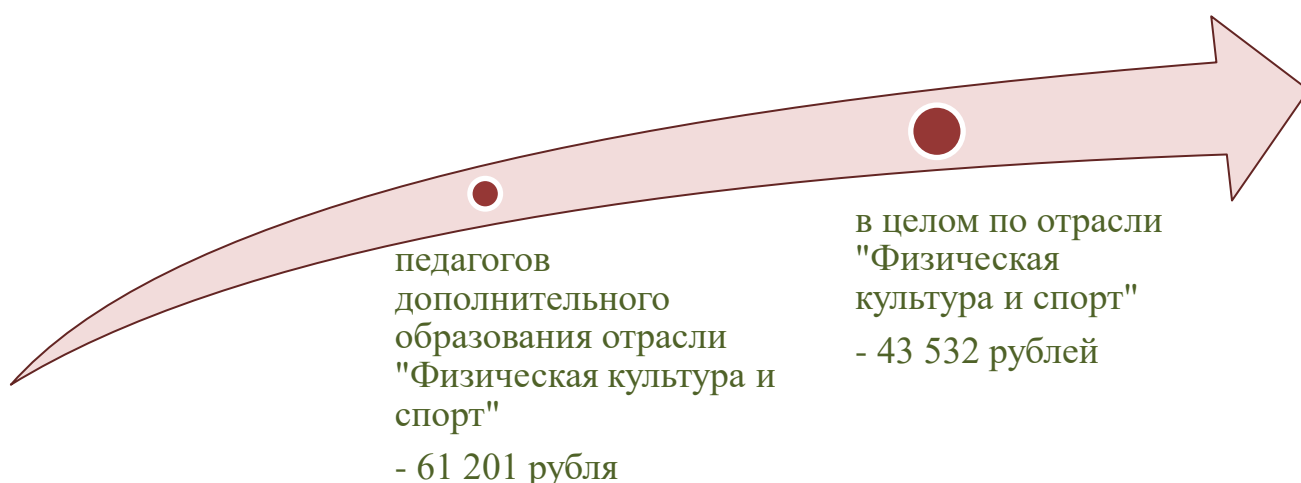 педагогов
дополнительного
образования отрасли
"Физическая культура и
спорт"
- 61 201 рубля
в целом по отрасли
"Физическая
культура и спорт"
- 43 532 рублей